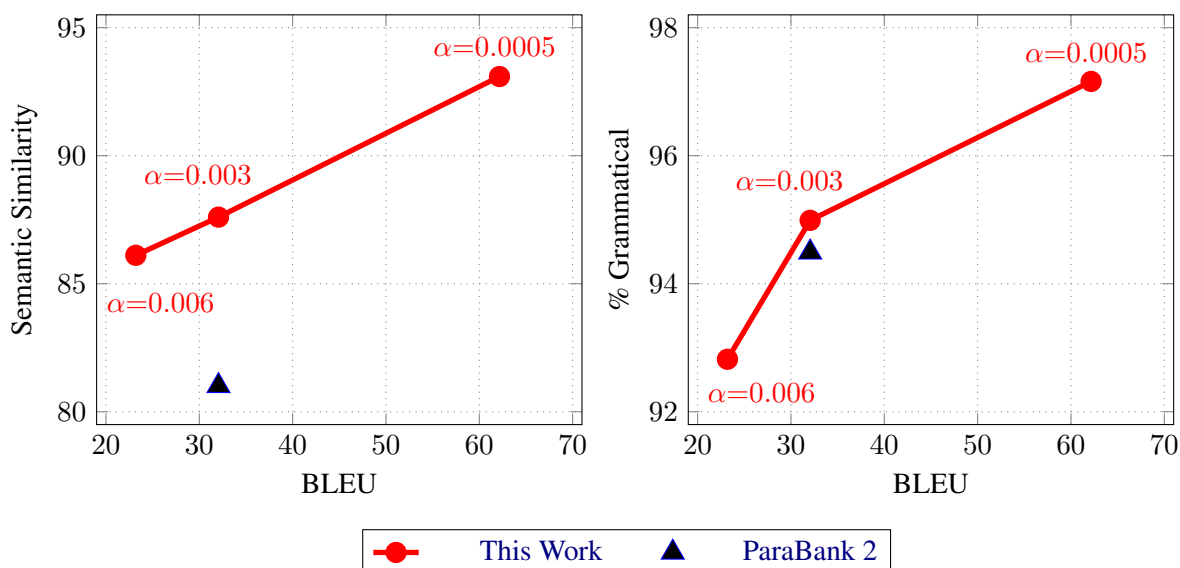 95
90
85
80
Semantic Similarity
α=0.0005
α=0.003
α=0.006
20 30 40 50 60 70
BLEU
98
96
94
92
% Grammatical
α=0.0005
α=0.003
α=0.006
20 30 40 50 60 70
BLEU
This Work ParaBank 2